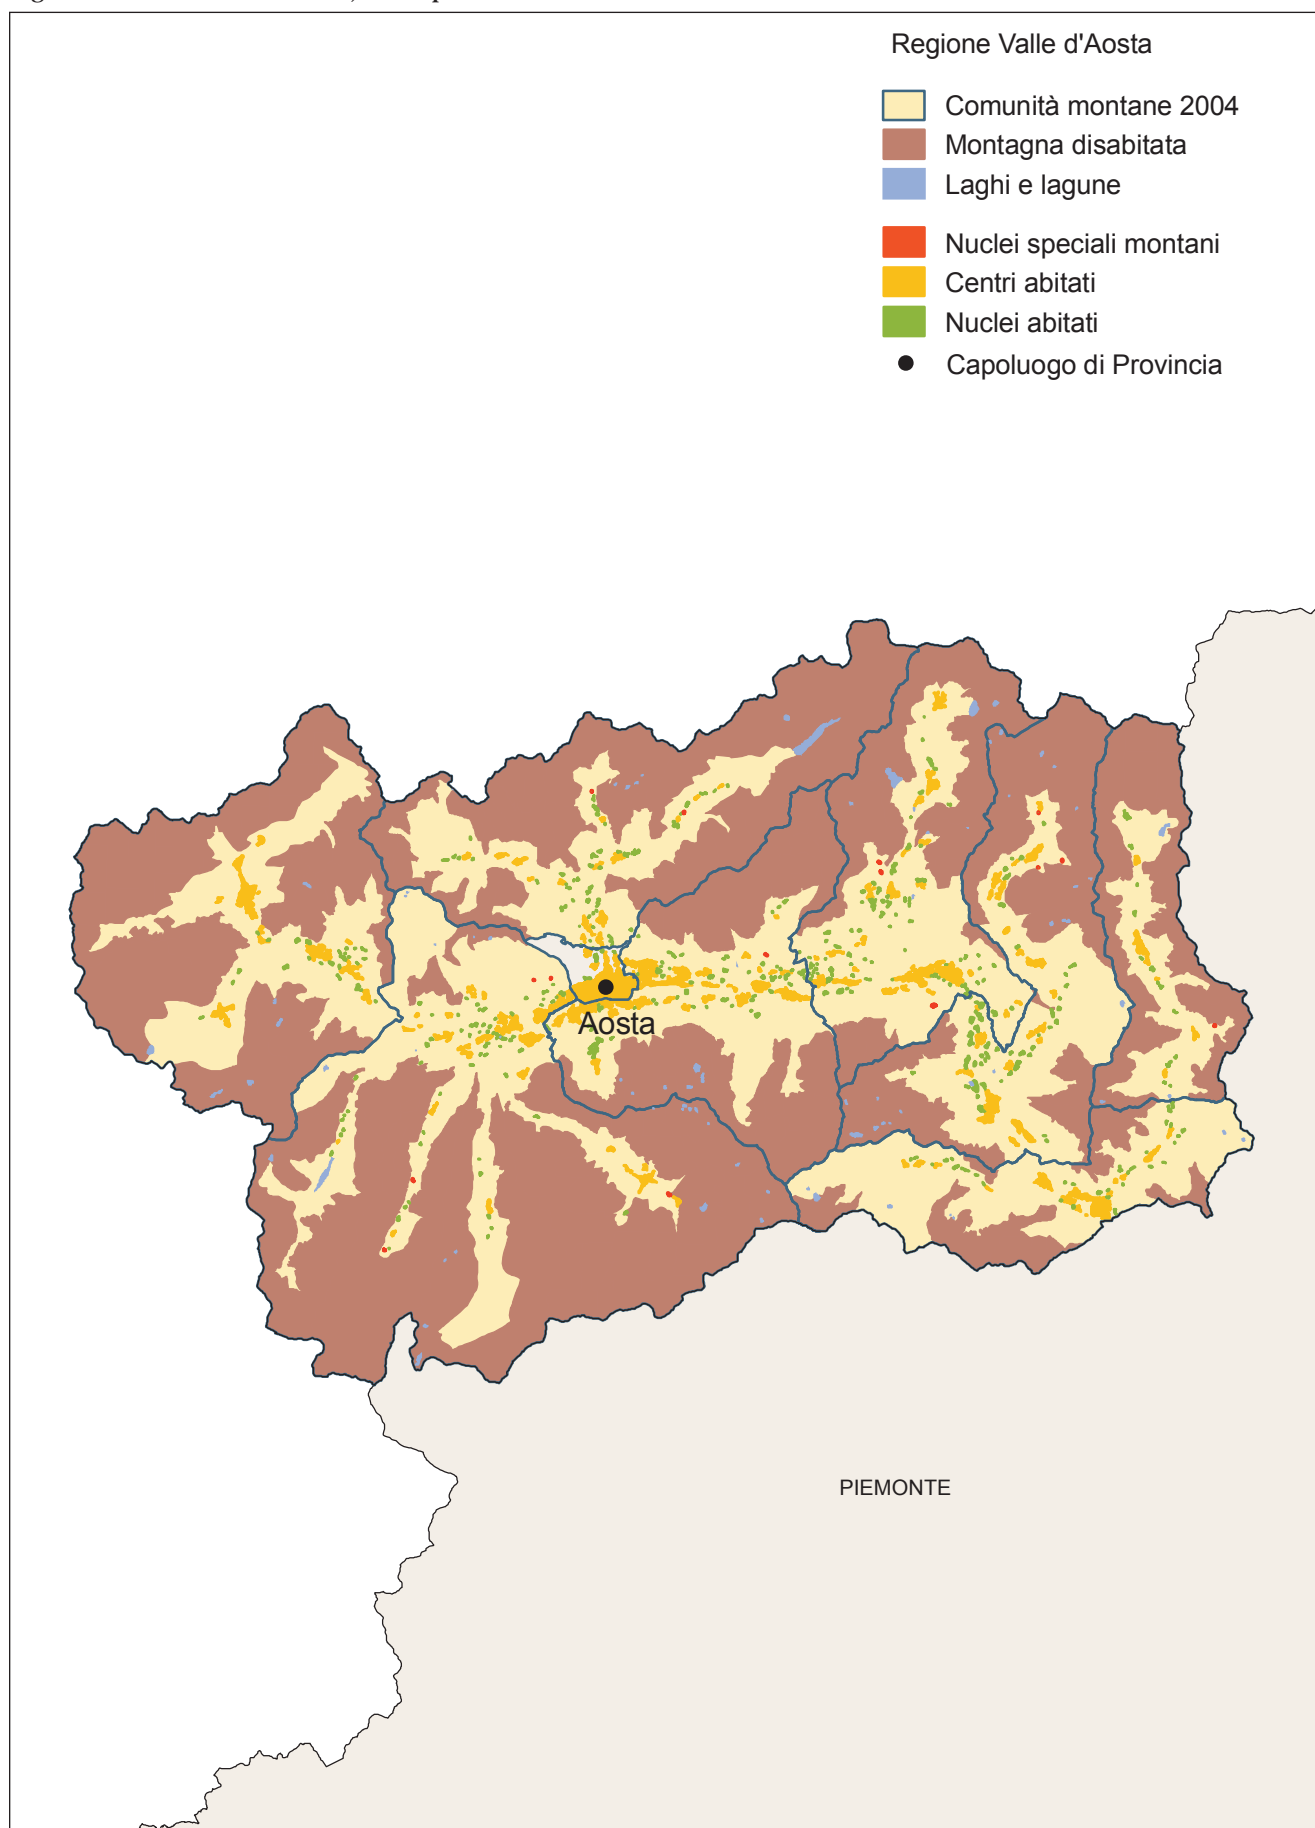 Regione Valle d'Aosta
Comunità montane 2004
Montagna disabitata
Laghi e lagune
Nuclei speciali montani
Centri abitati
Nuclei abitati
Capoluogo di Provincia
Aosta
PIEMONTE